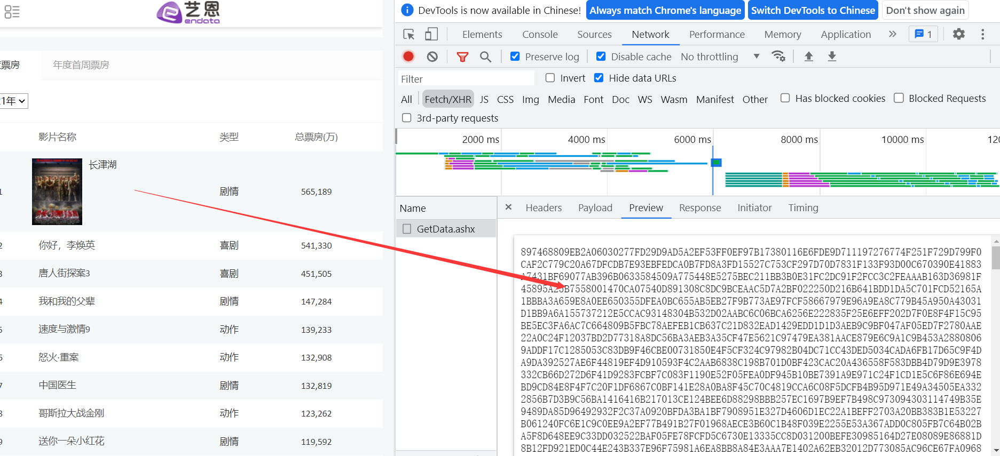 艺恩
endata
票房
年度首周票房
1年
影片名称 类型 总票房(万)
1 长津湖 剧情 565,189
2 你好，李焕英 喜剧 541,330
3 唐人街探案3 喜剧 451,505
4 我和我的父辈 剧情 147,284
5 速度与激情9 动作 139,233
6 怒火·重案 动作 132,908
7 中国医生 剧情 132,819
8 哥斯拉大战金刚 动作 123,262
9 送你一朵小红花 剧情 119,592
DevTools is now available in Chinese! Always match Chrome's language Switch DevTools to Chinese Don't show again
Elements Console Sources Network Performance Memory Application 1
Preserve log Disable cache No throttling
Filter Invert Hide data URLs
All Fetch/XHR JS CSS Img Media Font Doc WS Wasm Manifest Other Has blocked cookies Blocked Requests
3rd-party requests
2000 ms 4000 ms 6000 ms 8000 ms 10000 ms 120
Name
GetData.ashx
Headers Payload Preview Response Initiator Timing
897468809EB2A06030277FD29D9AD5A2EF53FF0EF97B17380116E6FDE9D711197276774F251F729D799F0
CAF2C779C20A67DFCDB7E93EBFEDCA0B7FD8A3FD15527C753CF297D70D7831F133F93D00C670390E41883
A7431BF69077AB396B0633584509A775448E5275BEC211BB3B0E31FC2DC91F2FCC3C2FEAAAB163D36981F
45895A25B7558001470CA07540D891308C8DC9BCEAAC5D7A2BF022250D216B641BDD1DA5C701FCD52165A
1BBBA3A659E8A0EE650355DFEA0BC655AB5EB27F9B773AE97FCF58667979E96A9EA8C779B45A950A43031
D1BB9A6A155737212E5CCAC93148304B532D02AABC6C06BCA6256E222835F25E6EFF202D7F0E8F4F15C95
BE5EC3FA6AC7C664809B5FBC78AEFEB1CB637C21D832EAD1429EDD1D1D3AEB9C9BF047AF05ED7F2780AAE
22A0C24F12037BD2D77318A8DC56BA3AEB3A35CF47E5621C97479EA381AACE879E6C9A1C9B453A2880806
9ADDF17C1285053C83DB9F46CBE00731850E4F5CF324C97982B04DC71CC43DED5034CADA6FB17D65C9F4D
A9DA392527AE6F44819EF4D910593F4C2AAB6838C198B701D0BF423CAC20A436558F583DBB4D79D9E3978
332CB66D272D6F41D9283FCBF7C083F1190E52F05FEA0DF945B10BE7391A9E971C24F1CD1E5C6F86E694E
BD9CD84E8F4F7C20F1DF6867C0BF141E28A0BA8F45C70C4819CCA6C08F5DCFB4B95D971E49A34505EA332
2856B7D3B9C56BA1416416B217013CE124BEE6D88298BBB257EC1697B9EF7B498C973094303114749B35E
9489DA85D96492932F2C37A0920BFDA3BA1BF7908951E327D4606D1EC22A1BEFF2703A20BB383B1E53227
B061240FC6E1C9C0EE9A2EF77B491B27F01968AECE3B60C1B48F039E2255E53A367ADD0C805FB7C64B02B
A5F8D648EE9C33DD032522BAF05FE78FCFD5C6730E13335CC8D031200BEFE30985164D27E08089E86881D
8B12FD921ED0C44E243B337E96F75981A6EA8BB8A84E3AAA7E1402A62EB32012D773085AC96CE67FA0968